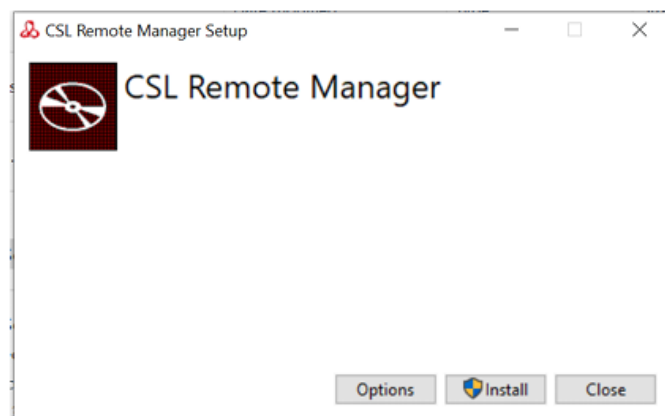 CSL Remote Manager Setup
CSL Remote Manager
Options
Install
Close